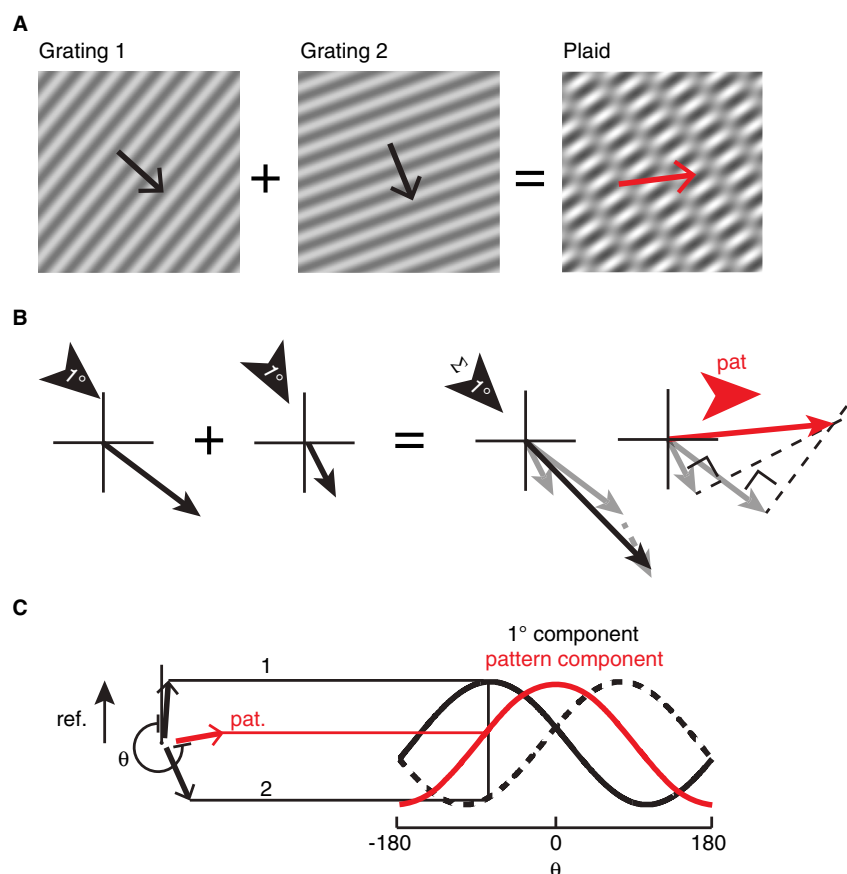 A
Grating 1
Grating 2
Plaid
+
=
B
1°
+
1°
=
Σ
1°
pat
C
1° component
pattern component
1
ref.
pat.
θ
2
-180
0
180
θ